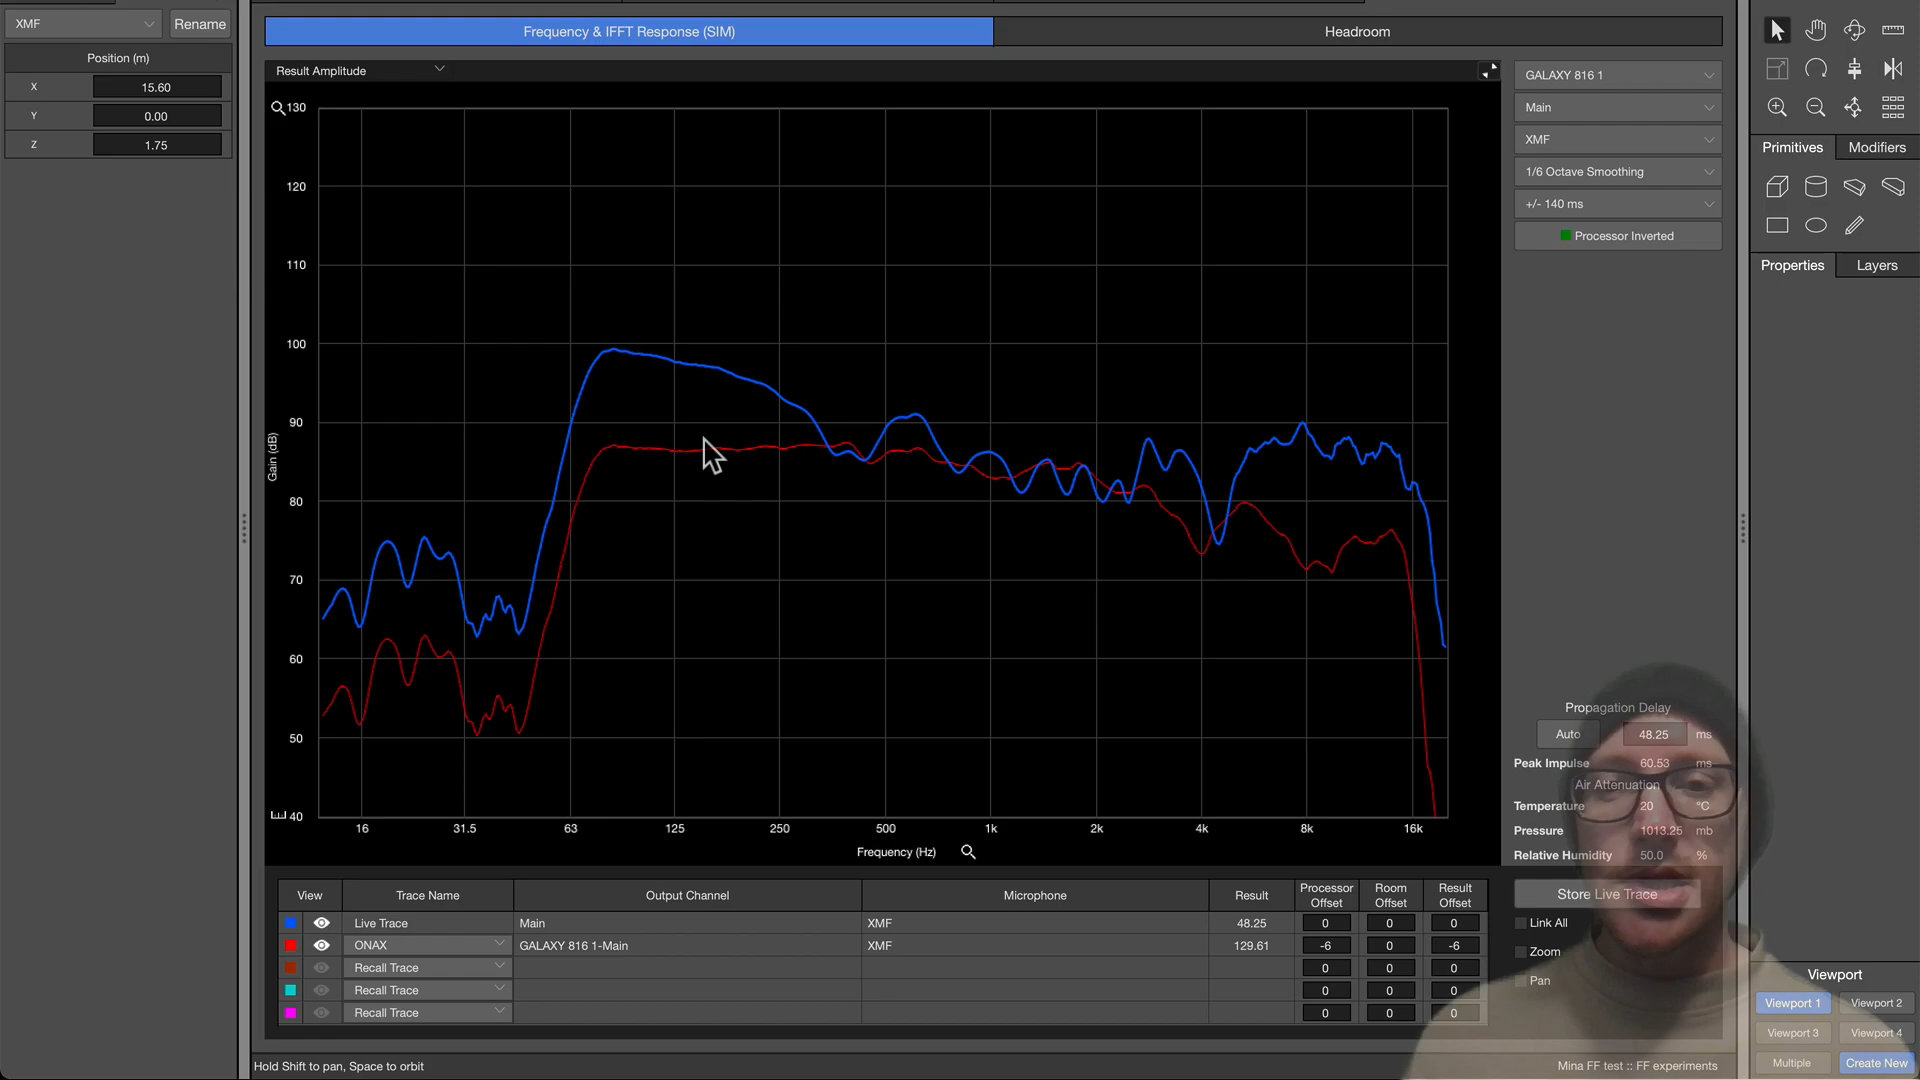 XMF
Rename
Position (m)
X 15.60
Y 0.00
Z 1.75
Frequency & IFFT Response (SIM)
Headroom
Result Amplitude
130
120
110
100
90
80
70
60
50
40
Gain (dB)
16 31.5 63 125 250 500 1k 2k 4k 8k 16k
Frequency (Hz)
GALAXY 816 1
Main
XMF
1/6 Octave Smoothing
+/- 140 ms
Processor Inverted
Propagation Delay
Auto 48.25 ms
Peak Impulse 60.53 ms
Air Attenuation
Temperature 20 °C
Pressure 1013.25 mb
Relative Humidity 50.0 %
Store Live Trace
Link All
Zoom
Pan
View Trace Name Output Channel Microphone Result Processor Offset Room Offset Result Offset
Live Trace Main XMF 48.25 0 0 0
ONAX GALAXY 816 1-Main XMF 129.61 -6 0 -6
Recall Trace 0 0 0
Recall Trace 0 0 0
Recall Trace 0 0 0
Hold Shift to pan, Space to orbit
Mina FF test :: FF experiments
Primitives Modifiers
Properties Layers
Viewport
Viewport 1 Viewport 2
Viewport 3 Viewport 4
Multiple Create New